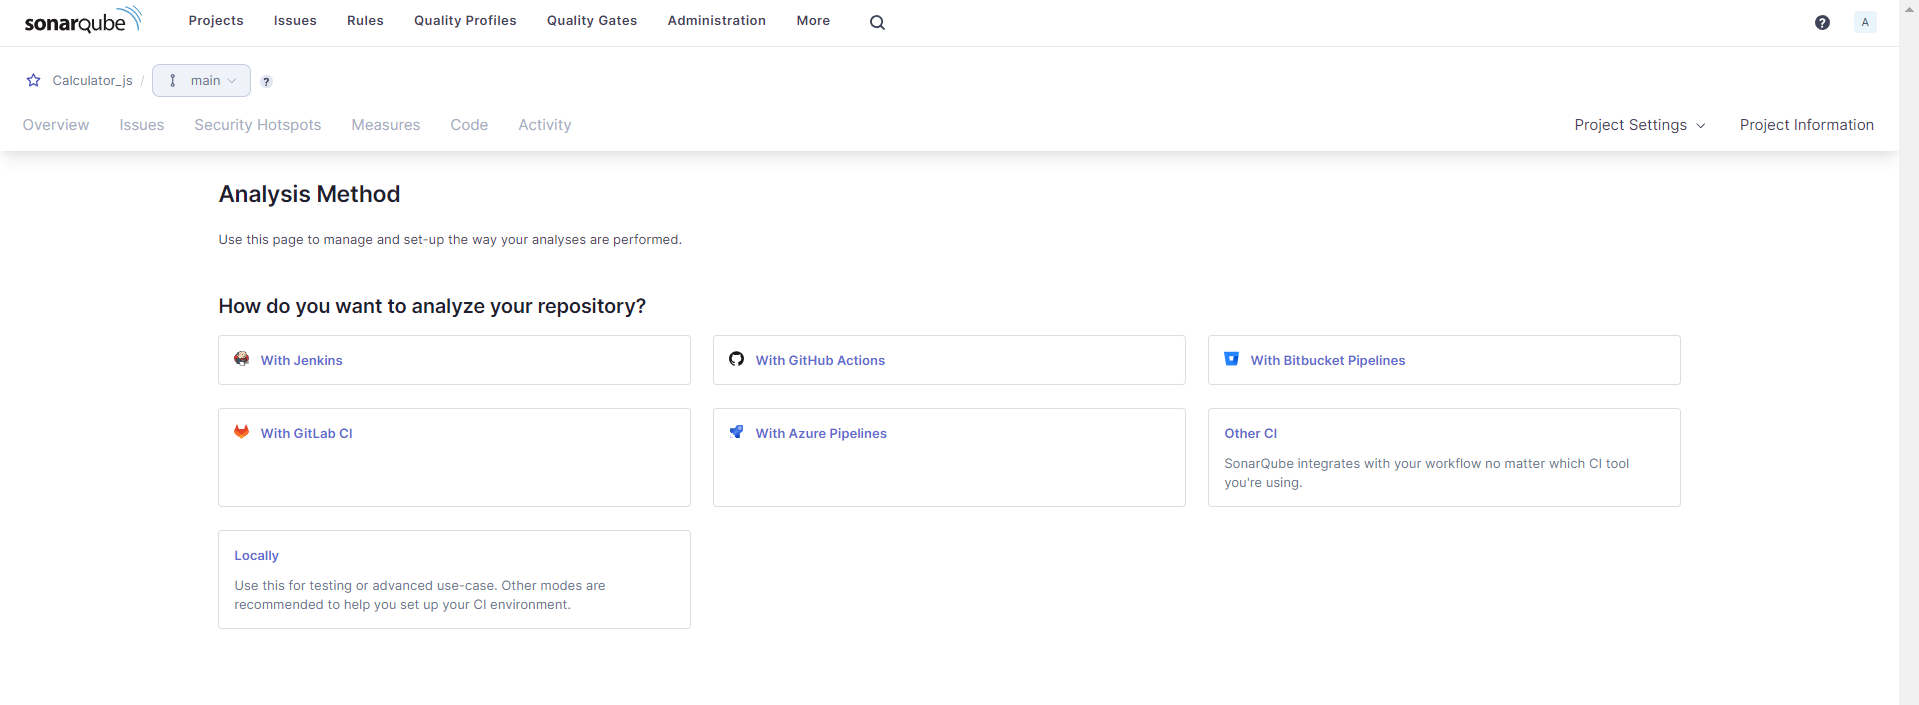 sonarqube Projects Issues Rules Quality Profiles Quality Gates Administration More ? A
Calculator_js / main ?
Overview Issues Security Hotspots Measures Code Activity Project Settings Project Information
Analysis Method
Use this page to manage and set-up the way your analyses are performed.
How do you want to analyze your repository?
With Jenkins
With GitHub Actions
With Bitbucket Pipelines
With GitLab CI
With Azure Pipelines
Other CI
SonarQube integrates with your workflow no matter which CI tool
you're using.
Locally
Use this for testing or advanced use-case. Other modes are
recommended to help you set up your CI environment.